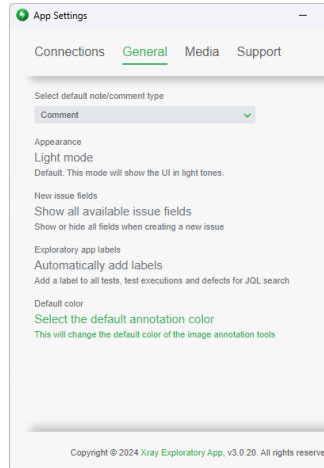 App Settings
Connections General Media Support
Select default note/comment type
Comment
Appearance
Light mode
Default. This mode will show the UI in light tones.
New issue fields
Show all available issue fields
Show or hide all fields when creating a new issue
Exploratory app labels
Automatically add labels
Add a label to all tests, test executions and defects for JQL search
Default color
Select the default annotation color
This will change the default color of the image annotation tools
Copyright © 2024 Xray Exploratory App, v3.0.20. All rights reserve